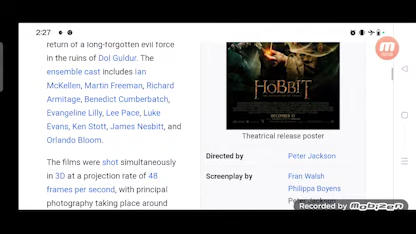 2:27
return of a long-forgotten evil force
in the ruins of Dol Guldur. The
ensemble cast includes Ian
McKellen, Martin Freeman, Richard
Armitage, Benedict Cumberbatch,
Evangeline Lilly, Lee Pace, Luke
Evans, Ken Stott, James Nesbitt, and
Orlando Bloom.
The films were shot simultaneously
in 3D at a projection rate of 48
frames per second, with principal
photography taking place around
THE HOBBIT
Theatrical release poster
Directed by Peter Jackson
Screenplay by Fran Walsh
Philippa Boyens
Peter Jackson
Recorded by Mobizen